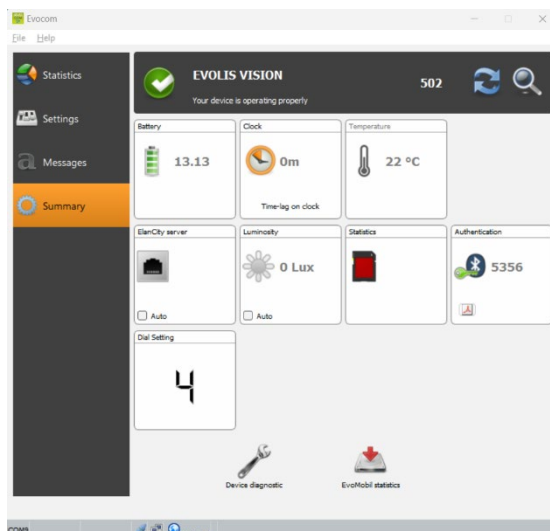 Evocom
File Help
Statistics
Settings
Messages
Summary
EVOLIS VISION
Your device is operating properly
502
Battery
13.13
Clock
0m
Time-lag on clock
Temperature
22 °C
ElanCity server
Auto
Luminosity
0 Lux
Auto
Statistics
Authentication
5356
Dial Setting
4
Device diagnostic
EvoMobil statistics
COM9